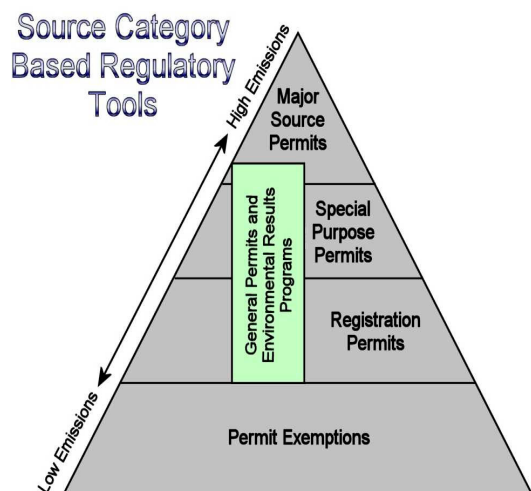 Source Category
Based Regulatory
Tools
High Emissions
Low Emissions
Major
Source
Permits
General Permits and
Environmental Results
Programs
Special
Purpose
Permits
Registration
Permits
Permit Exemptions